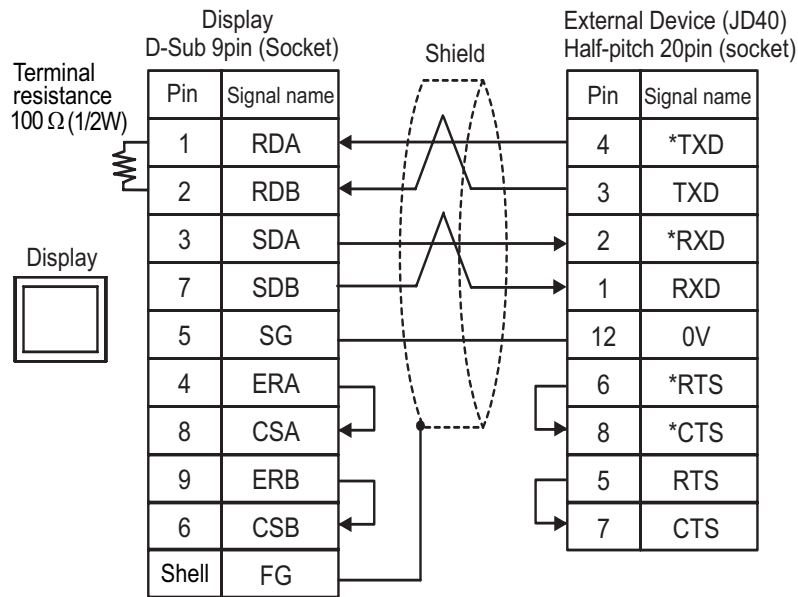 Display
D-Sub 9pin (Socket)
Shield
External Device (JD40)
Half-pitch 20pin (socket)
Terminal
resistance
100 Ω (1/2W)
Display
Pin Signal name
1 RDA
2 RDB
3 SDA
7 SDB
5 SG
4 ERA
8 CSA
9 ERB
6 CSB
Shell FG
Pin Signal name
4 *TXD
3 TXD
2 *RXD
1 RXD
12 0V
6 *RTS
8 *CTS
5 RTS
7 CTS